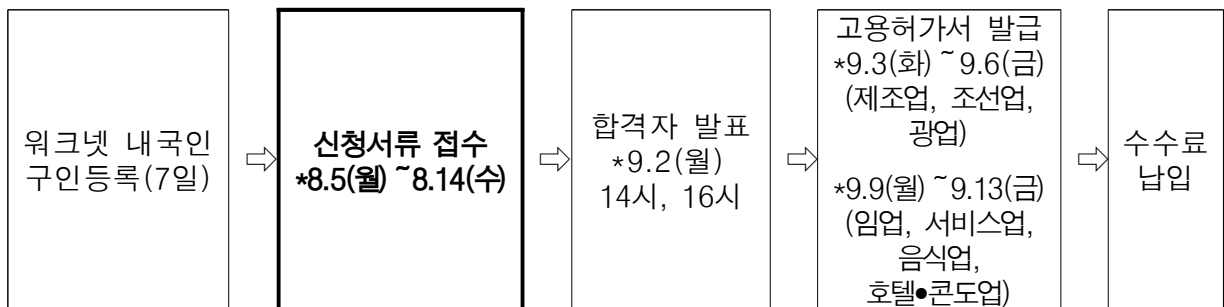 워크넷 내국인
구인등록(7일)
⇨
신청서류 접수
*8.5(월) ~8.14(수)
⇨
합격자 발표
*9.2(월)
14시, 16시
⇨
고용허가서 발급
*9.3(화) ~9.6(금)
(제조업, 조선업,
광업)
*9.9(월) ~9.13(금)
(임업, 서비스업,
음식업,
호텔●콘도업)
⇨
수수료
납입